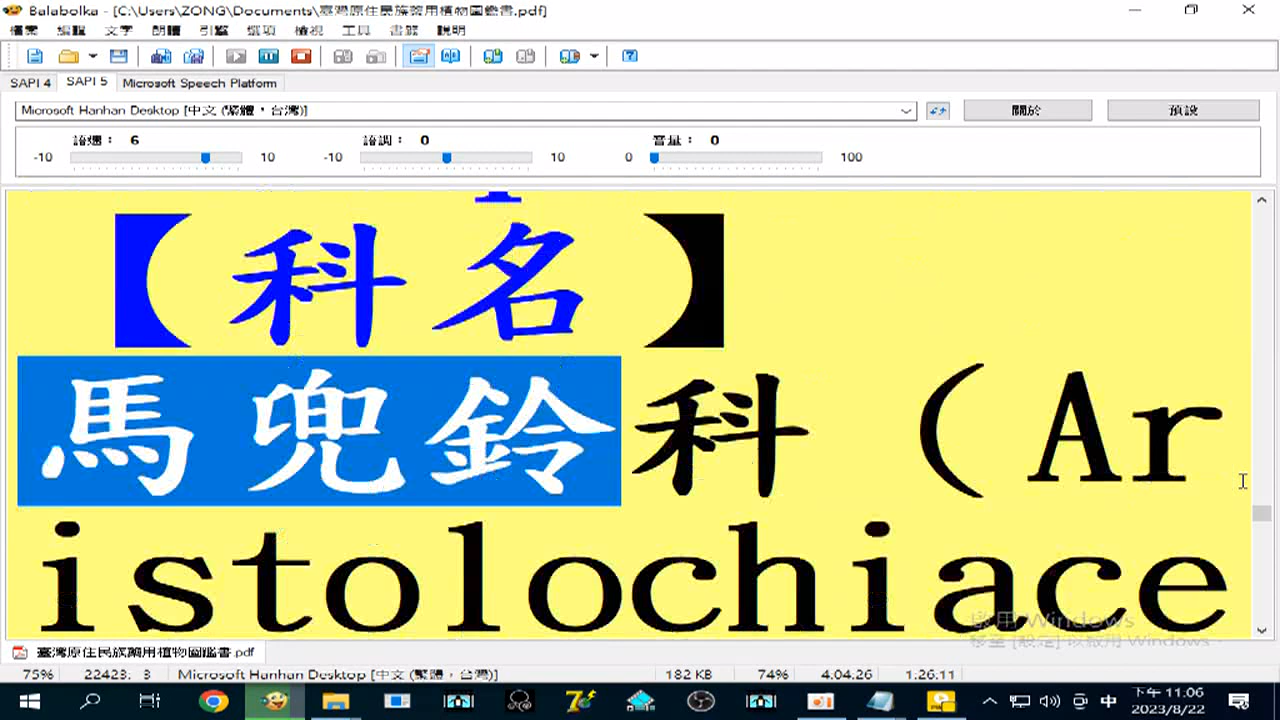 Balabolka - [C:\Users\ZONG\Documents\臺灣原住民族藥用植物圖鑑書.pdf]
檔案 編輯 文字 朗讀 引擎 選項 檢視 工具 書籤 說明
SAPI 4 SAPI 5 Microsoft Speech Platform
Microsoft Hanhan Desktop [中文 (繁體，台灣)] 關於 預設
語速： 6 語調： 0 音量： 0
-10 10 -10 10 0 100
【科名】
馬兜鈴科（Ar
istolochiace
啟用 Windows
移至 [設定] 以啟用 Windows。
臺灣原住民族藥用植物圖鑑書.pdf
75% 22423: 3 Microsoft Hanhan Desktop [中文 (繁體，台灣)] 182 KB 74% 4.04.26 1:26.11
中 下午 11:06
2023/8/22